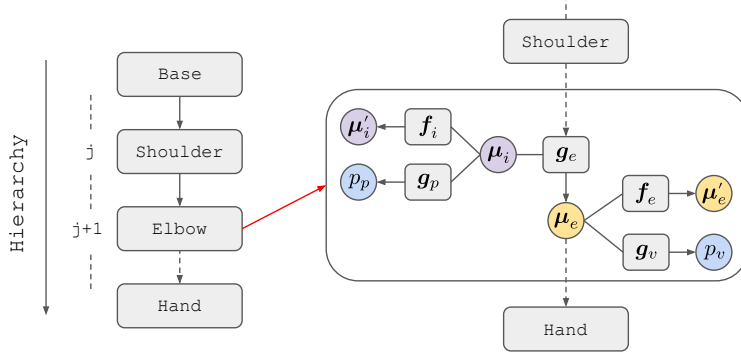 Hierarchy
j
j+1
Base
Shoulder
Elbow
Hand
Shoulder
μ′ᵢ
fᵢ
μᵢ
gₑ
pₚ
gₚ
μₑ
fₑ
μ′ₑ
gᵥ
pᵥ
Hand